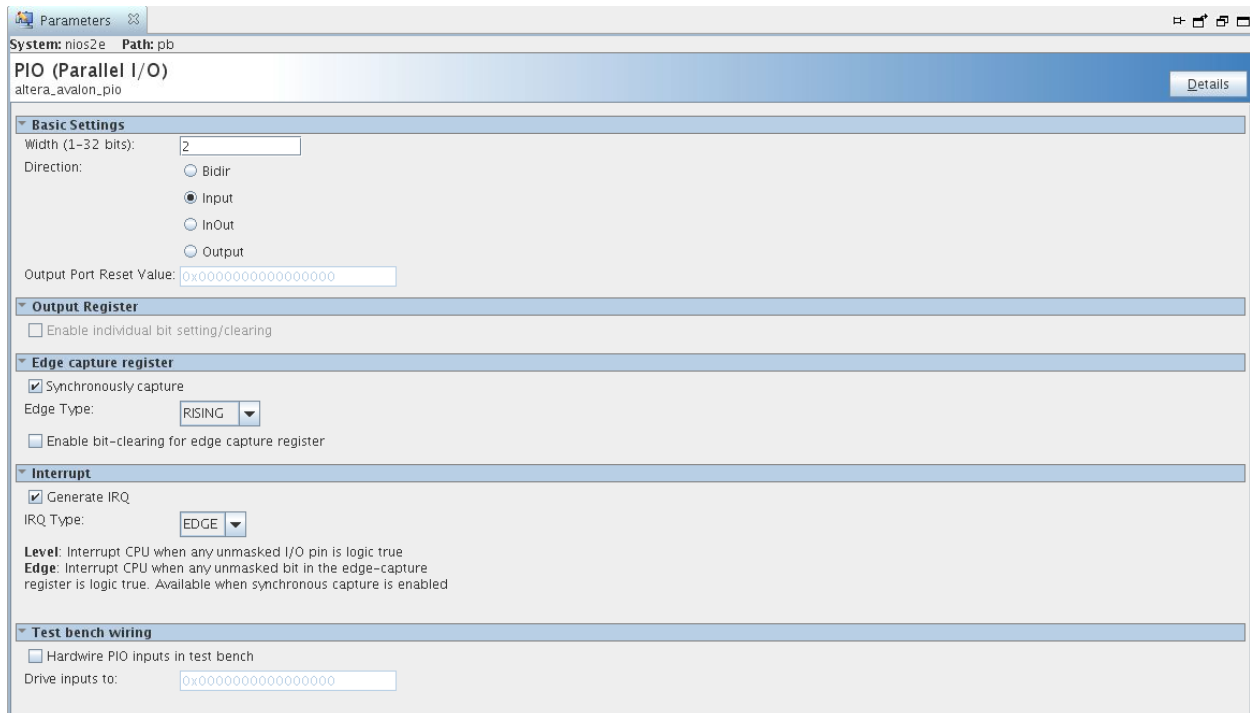 Parameters
System: nios2e Path: pb
PIO (Parallel I/O)
altera_avalon_pio
Details
Basic Settings
Width (1-32 bits): 2
Direction: Bidir
Input
InOut
Output
Output Port Reset Value: 0x0000000000000000
Output Register
Enable individual bit setting/clearing
Edge capture register
Synchronously capture
Edge Type: RISING
Enable bit-clearing for edge capture register
Interrupt
Generate IRQ
IRQ Type: EDGE
Level: Interrupt CPU when any unmasked I/O pin is logic true
Edge: Interrupt CPU when any unmasked bit in the edge-capture
register is logic true. Available when synchronous capture is enabled
Test bench wiring
Hardwire PIO inputs in test bench
Drive inputs to: 0x0000000000000000